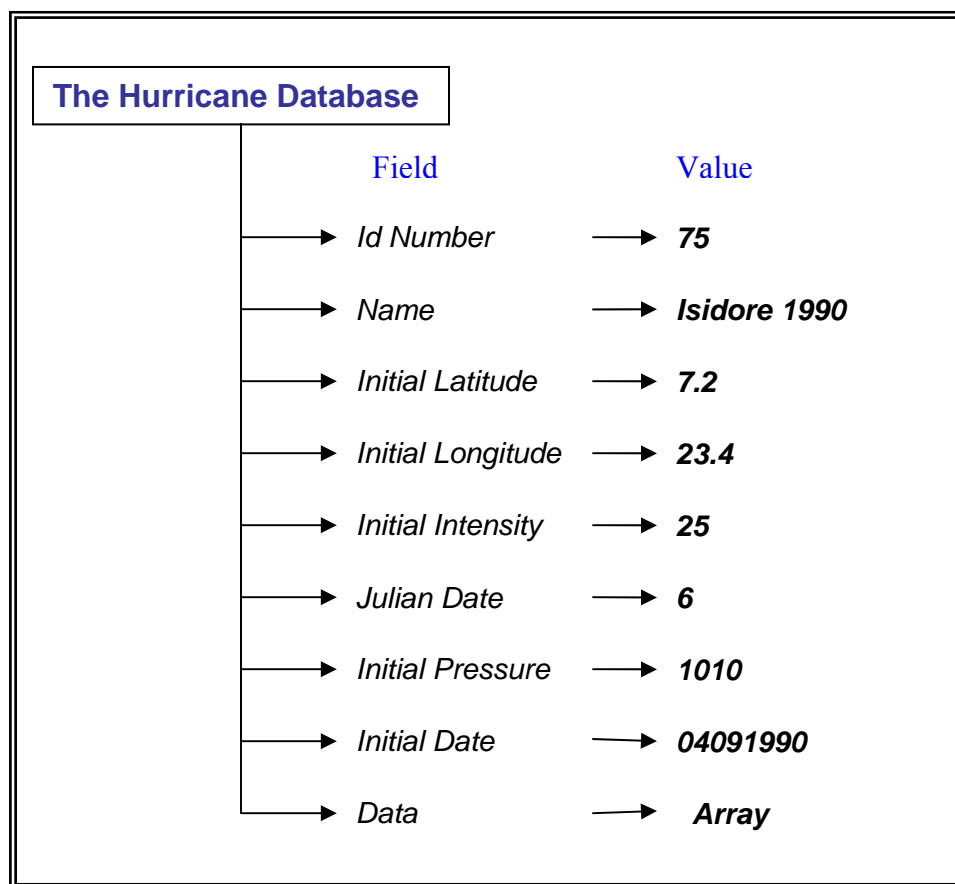 The Hurricane Database
Field Value
Id Number 75
Name Isidore 1990
Initial Latitude 7.2
Initial Longitude 23.4
Initial Intensity 25
Julian Date 6
Initial Pressure 1010
Initial Date 04091990
Data Array